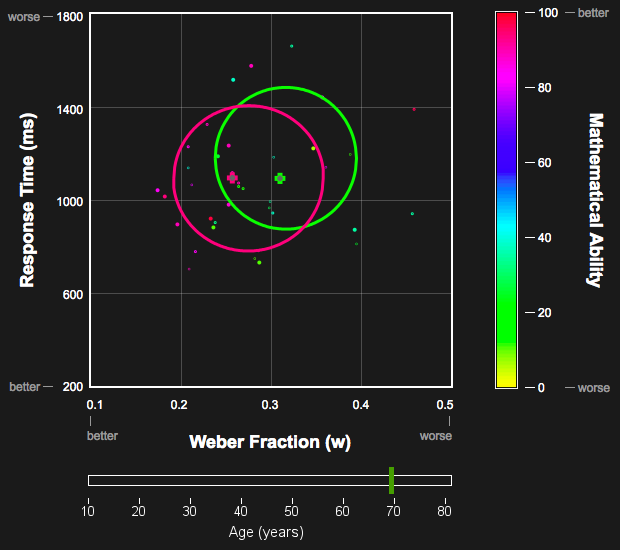 worse
1800
1400
1000
600
better
200
Response Time (ms)
0.1 0.2 0.3 0.4 0.5
better
worse
Weber Fraction (w)
10 20 30 40 50 60 70 80
Age (years)
100
better
80
60
40
20
0
worse
Mathematical Ability